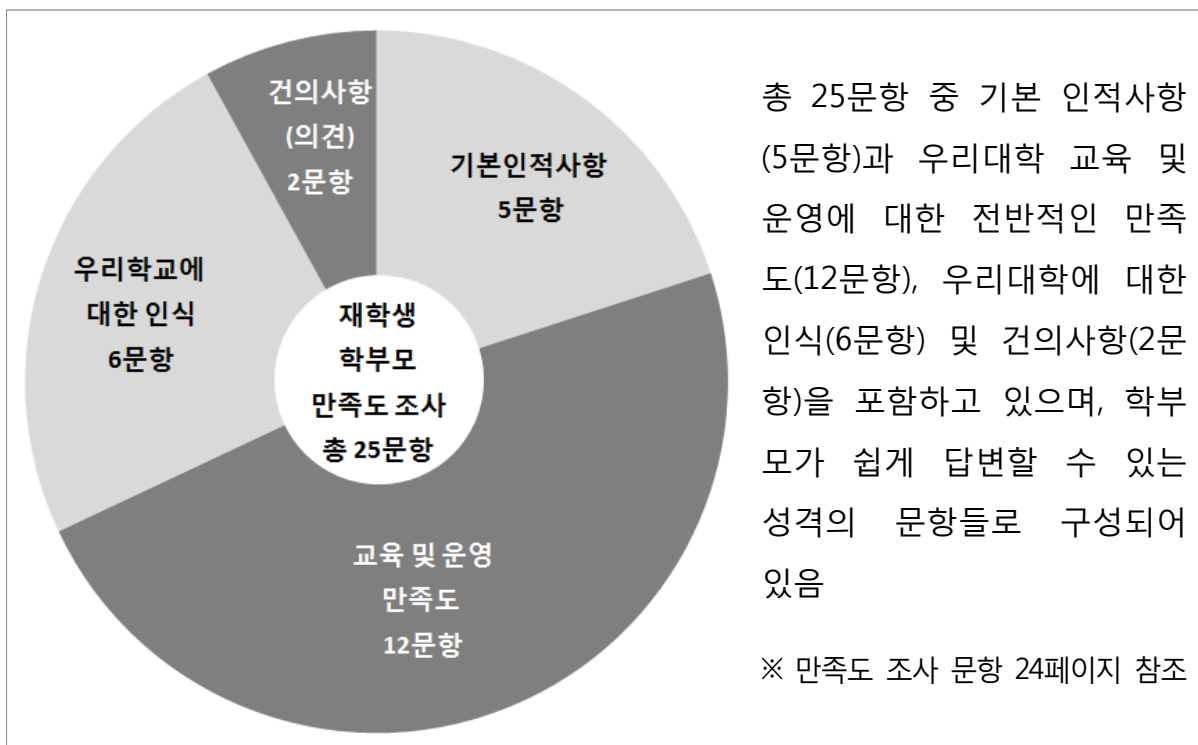 건의사항
(의견)
2문항
기본인적사항
5문항
우리학교에
대한 인식
6문항
재학생
학부모
만족도 조사
총 25문항
교육 및 운영
만족도
12문항
총 25문항 중 기본 인적사항
(5문항)과 우리대학 교육 및
운영에 대한 전반적인 만족
도(12문항), 우리대학에 대한
인식(6문항) 및 건의사항(2문
항)을 포함하고 있으며, 학부
모가 쉽게 답변할 수 있는
성격의 문항들로 구성되어
있음
※ 만족도 조사 문항 24페이지 참조